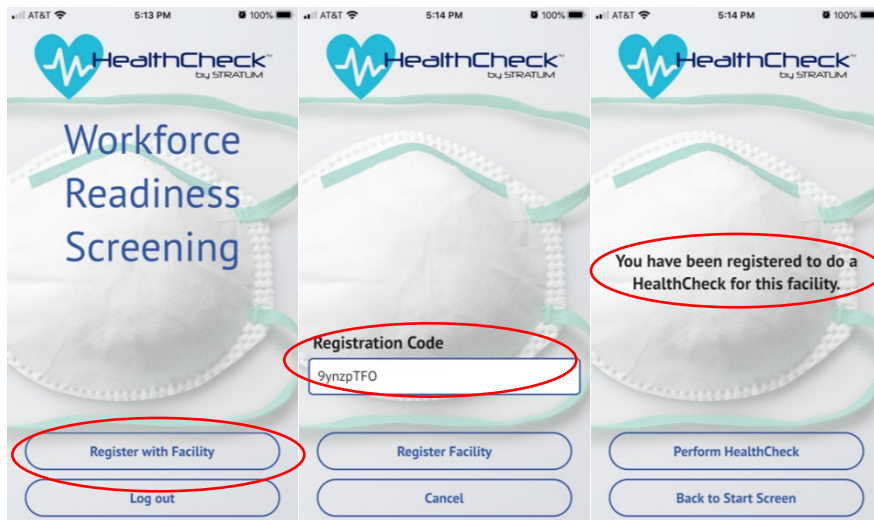 AT&T 5:13 PM 100%
HealthCheck™
by STRATUM
Workforce
Readiness
Screening
Register with Facility
Log out
AT&T 5:14 PM 100%
HealthCheck™
by STRATUM
Registration Code
9ynzpTFO
Register Facility
Cancel
AT&T 5:14 PM 100%
HealthCheck™
by STRATUM
You have been registered to do a
HealthCheck for this facility.
Perform HealthCheck
Back to Start Screen